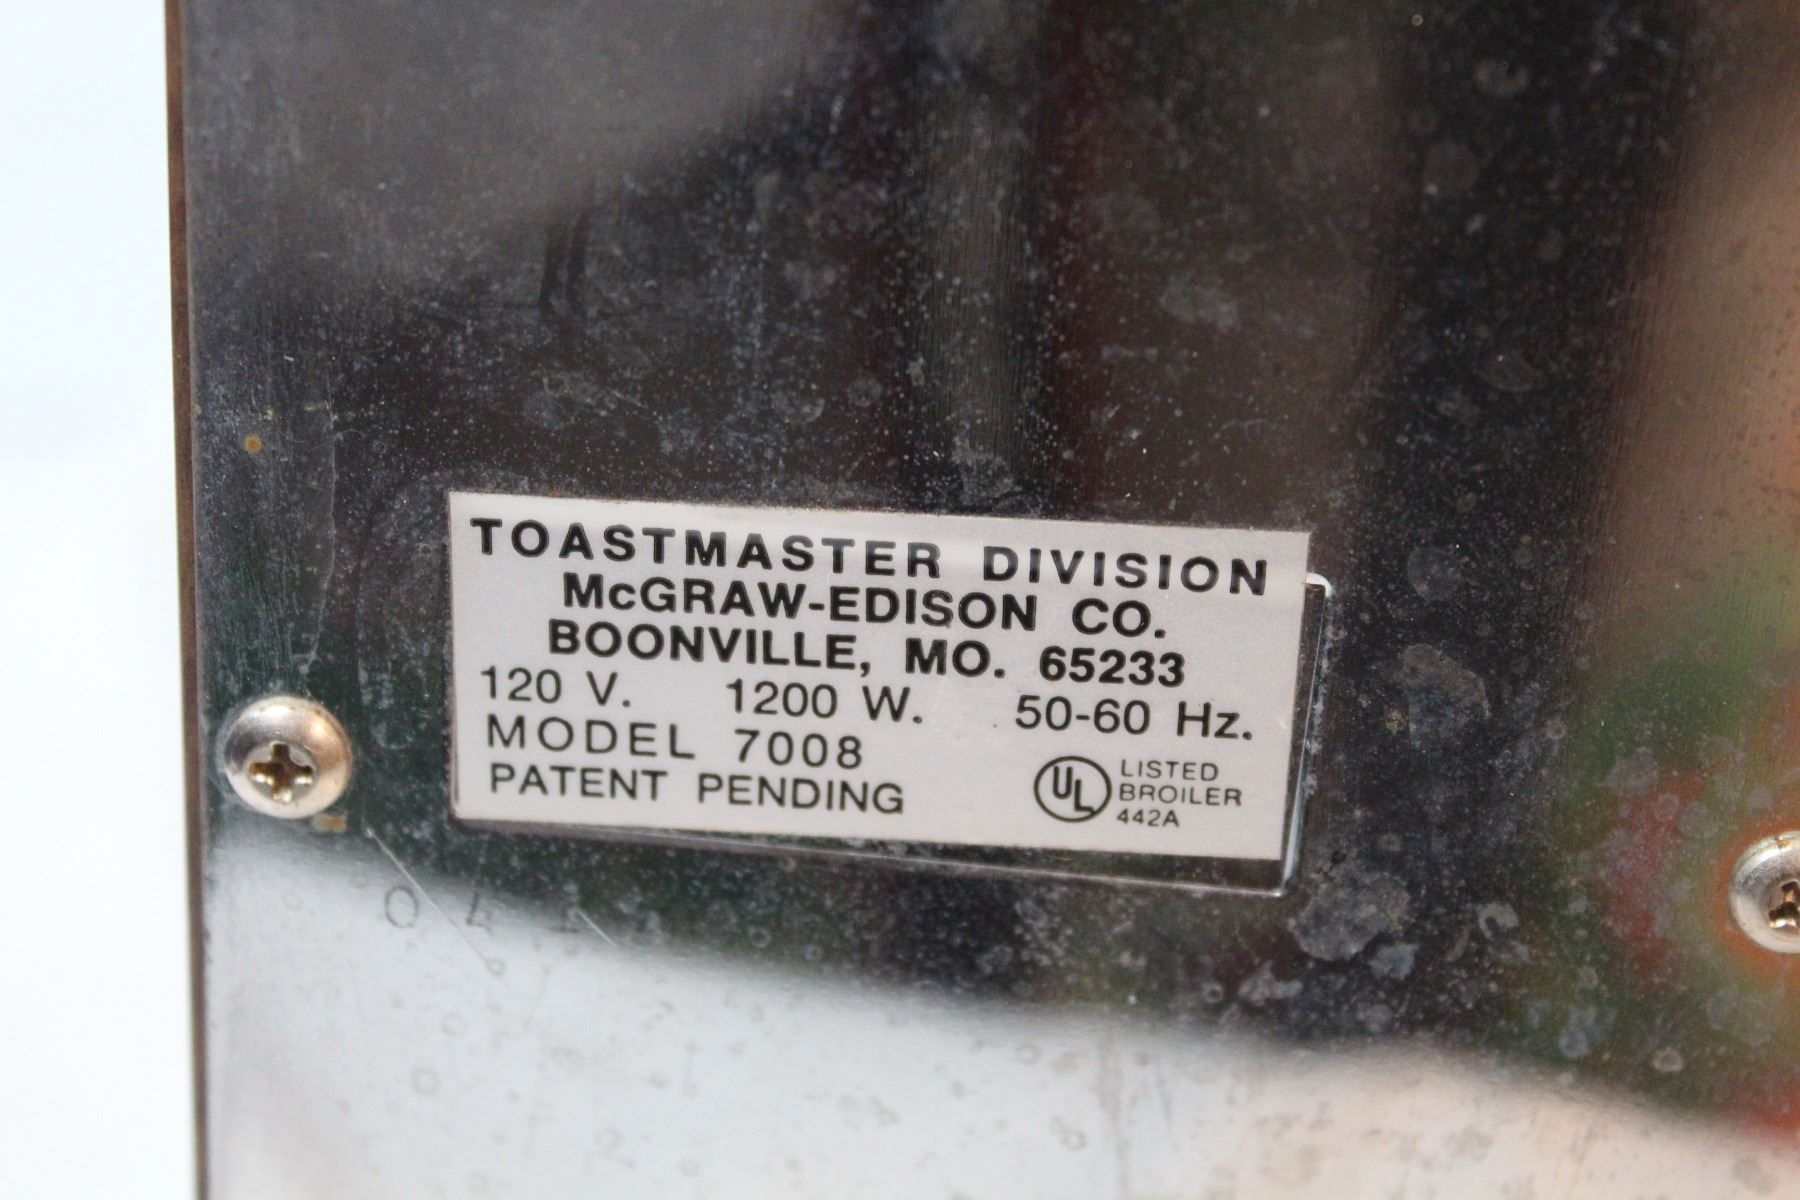 TOASTMASTER DIVISION
McGRAW-EDISON CO.
BOONVILLE, MO. 65233
120 V. 1200 W. 50-60 Hz.
MODEL 7008
PATENT PENDING
UL LISTED
BROILER
442A